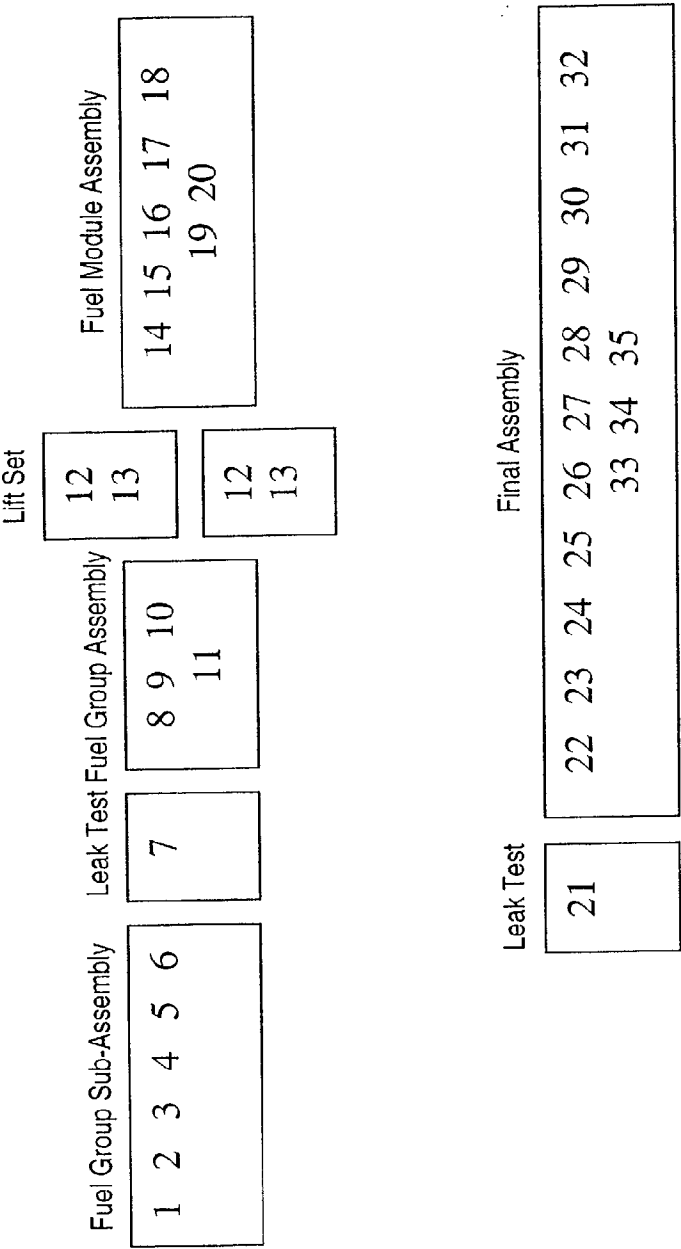 Fuel Group Sub-Assembly
1 2 3 4 5 6
Leak Test
7
Fuel Group Assembly
8 9 10
11
Lift Set
12
13
12
13
Fuel Module Assembly
14 15 16 17 18
19 20
Leak Test
21
Final Assembly
22 23 24 25 26 27 28 29 30 31 32
33 34 35